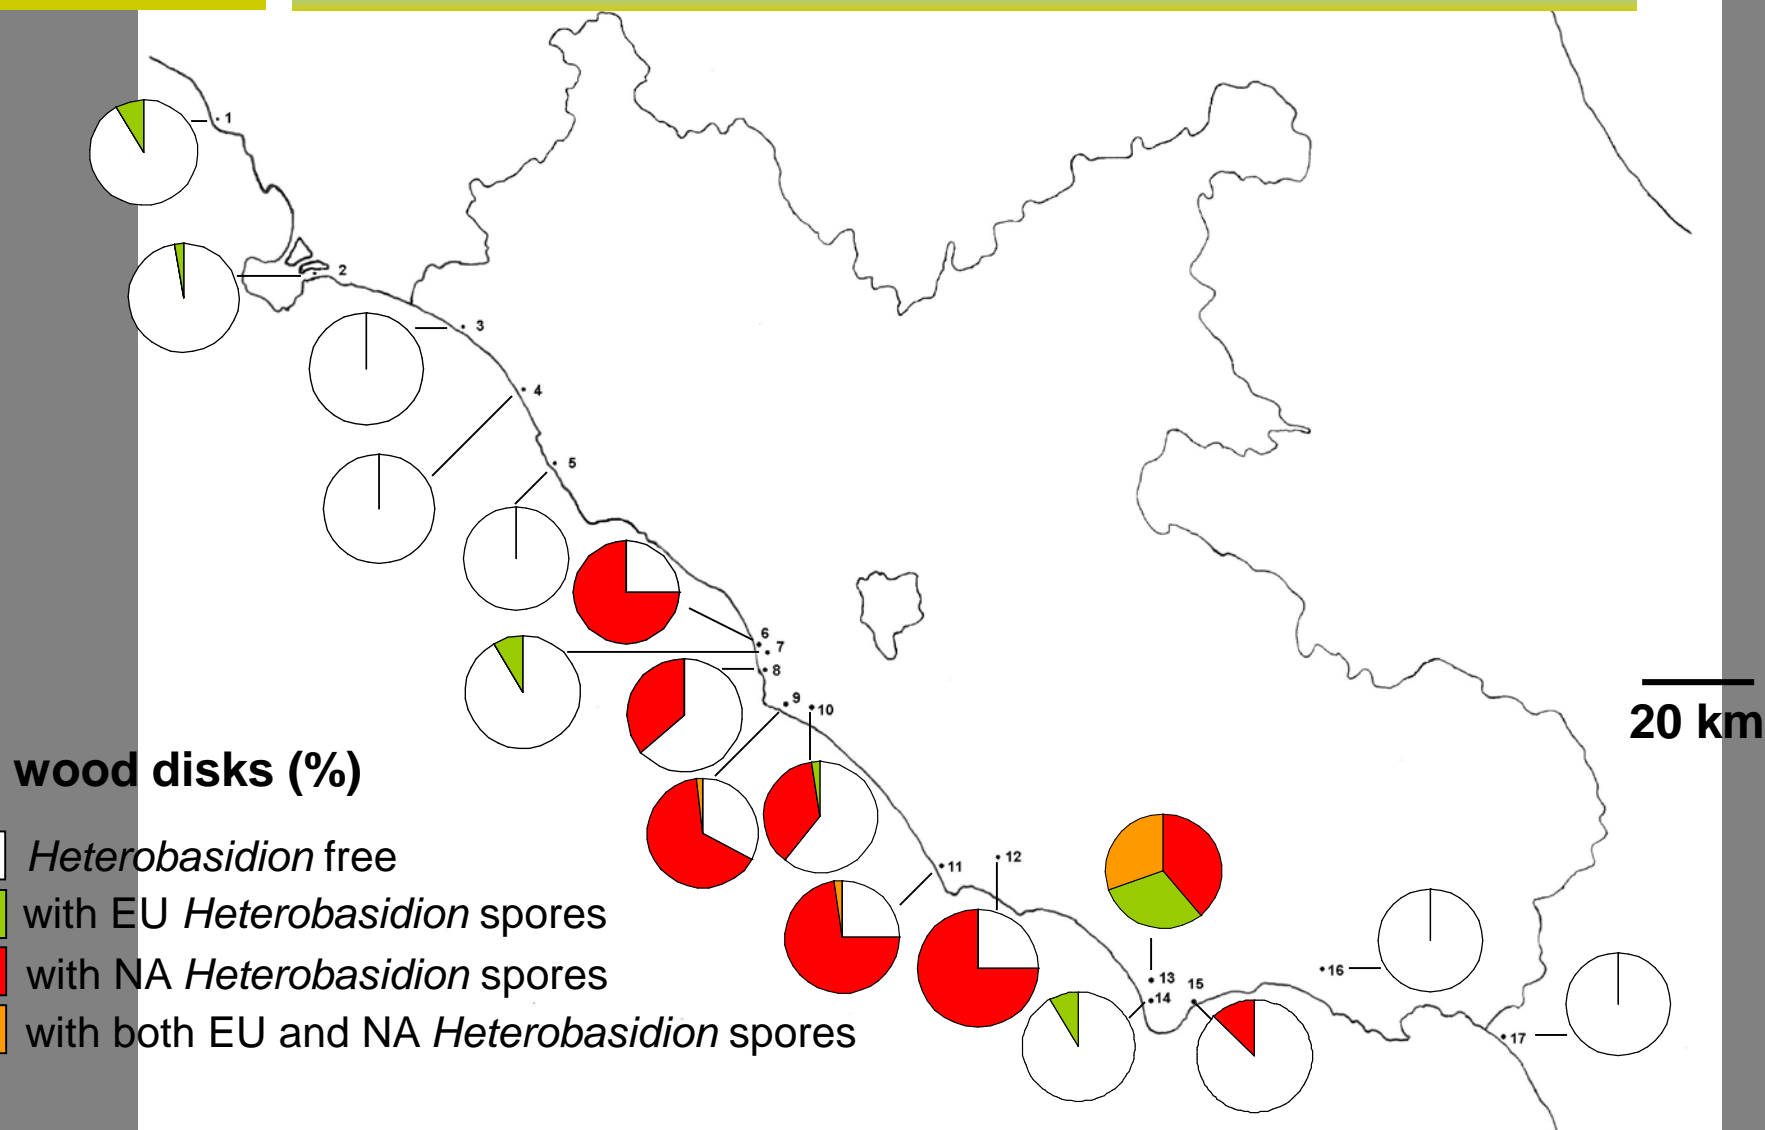 1
2
3
4
5
6
7
8
9
10
20 km
wood disks (%)
Heterobasidion free
11
12
with EU Heterobasidion spores
with NA Heterobasidion spores
13
14
15
16
with both EU and NA Heterobasidion spores
17